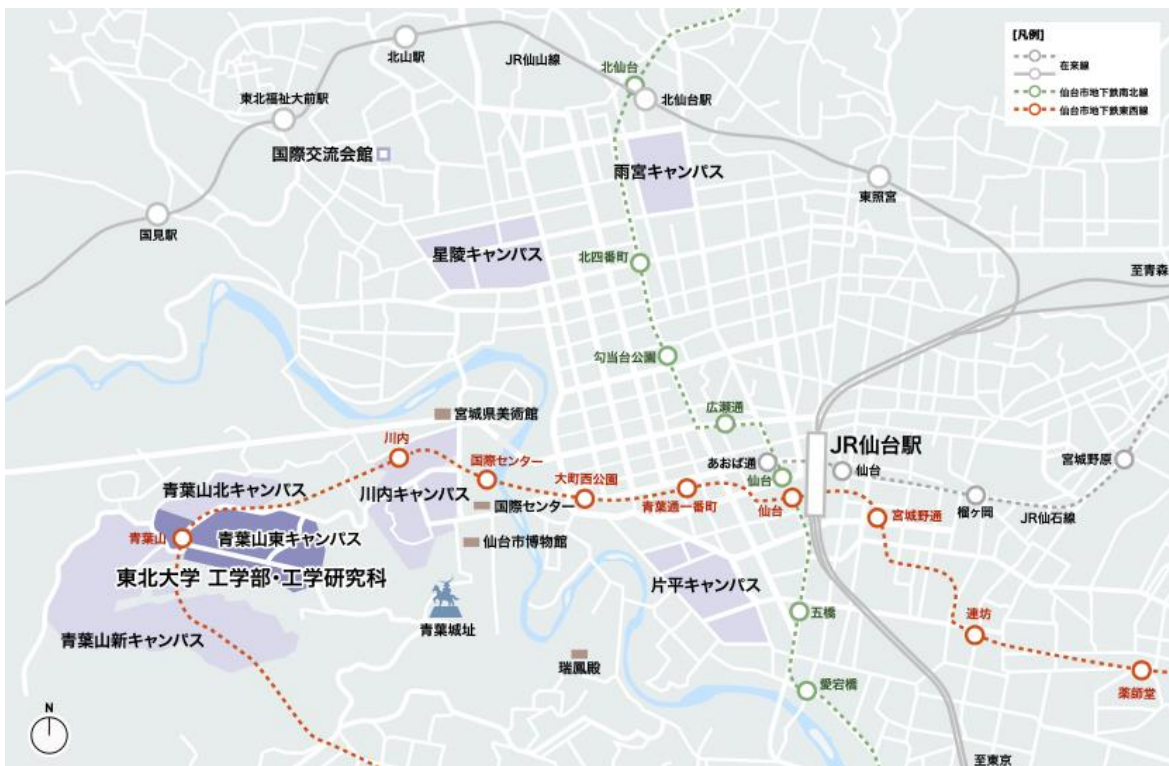 [凡例]
在来線
仙台市地下鉄南北線
仙台市地下鉄東西線
北山駅
JR仙山線
北仙台
北仙台駅
東北福祉大前駅
国際交流会館
雨宮キャンパス
東照宮
国見駅
星陵キャンパス
北四番町
至青森
勾当台公園
宮城県美術館
広瀬通
JR仙台駅
川内
国際センター
大町西公園
青葉通一番町
あおば通
仙台
仙台
仙台
宮城野原
榴ヶ岡
JR仙石線
宮城野通
青葉山北キャンパス
川内キャンパス
国際センター
青葉山
青葉山東キャンパス
仙台市博物館
東北大学 工学部・工学研究科
片平キャンパス
青葉城址
五橋
連坊
青葉山新キャンパス
瑞鳳殿
愛宕橋
薬師堂
N
至東京